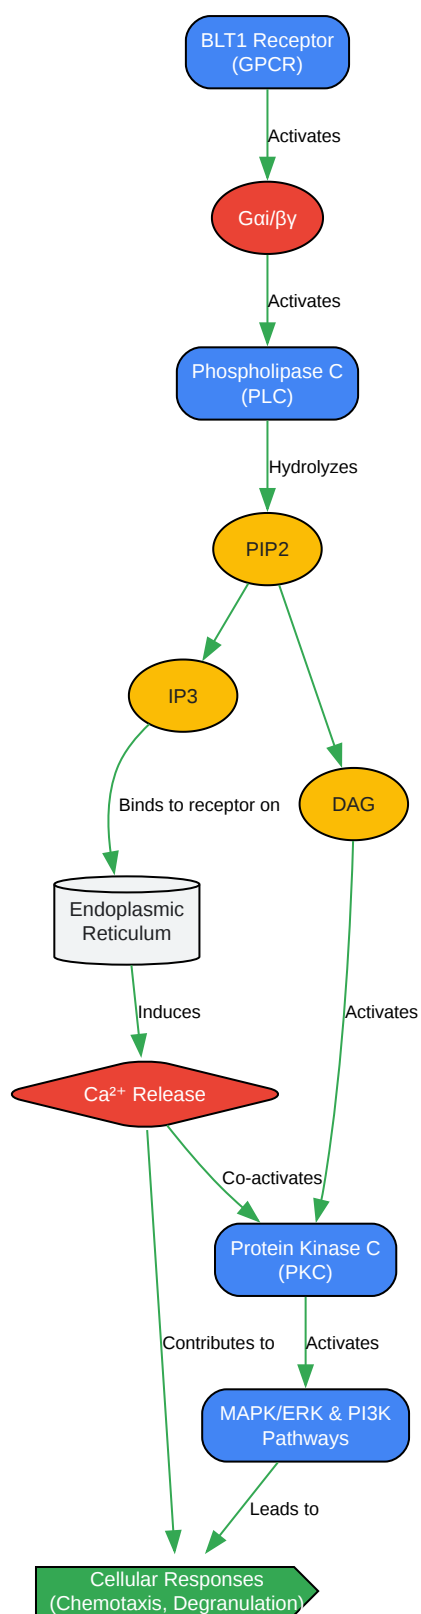 BLT1 Receptor
(GPCR)
Activates
Gαi/βγ
Activates
Phospholipase C
(PLC)
Hydrolyzes
PIP2
IP3
DAG
Binds to receptor on
Endoplasmic
Reticulum
Induces
Activates
Ca²⁺ Release
Co-activates
Protein Kinase C
(PKC)
Contributes to
Activates
MAPK/ERK & PI3K
Pathways
Leads to
Cellular Responses
(Chemotaxis, Degranulation)